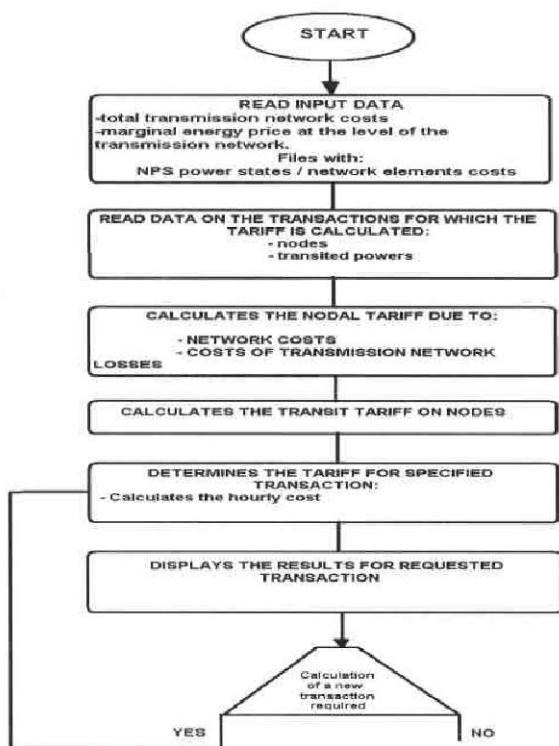 START
READ INPUT DATA
-total transmission network costs
-marginal energy price at the level of the
transmission network.
Files with:
NPS power states / network elements costs
READ DATA ON THE TRANSACTIONS FOR WHICH THE
TARIFF IS CALCULATED:
- nodes
- transited powers
CALCULATES THE NODAL TARIFF DUE TO:
- NETWORK COSTS
- COSTS OF TRANSMISSION NETWORK
LOSSES
CALCULATES THE TRANSIT TARIFF ON NODES
DETERMINES THE TARIFF FOR SPECIFIED
TRANSACTION:
- Calculates the hourly cost
DISPLAYS THE RESULTS FOR REQUESTED
TRANSACTION
Calculation
of a new
transaction
required
YES
NO